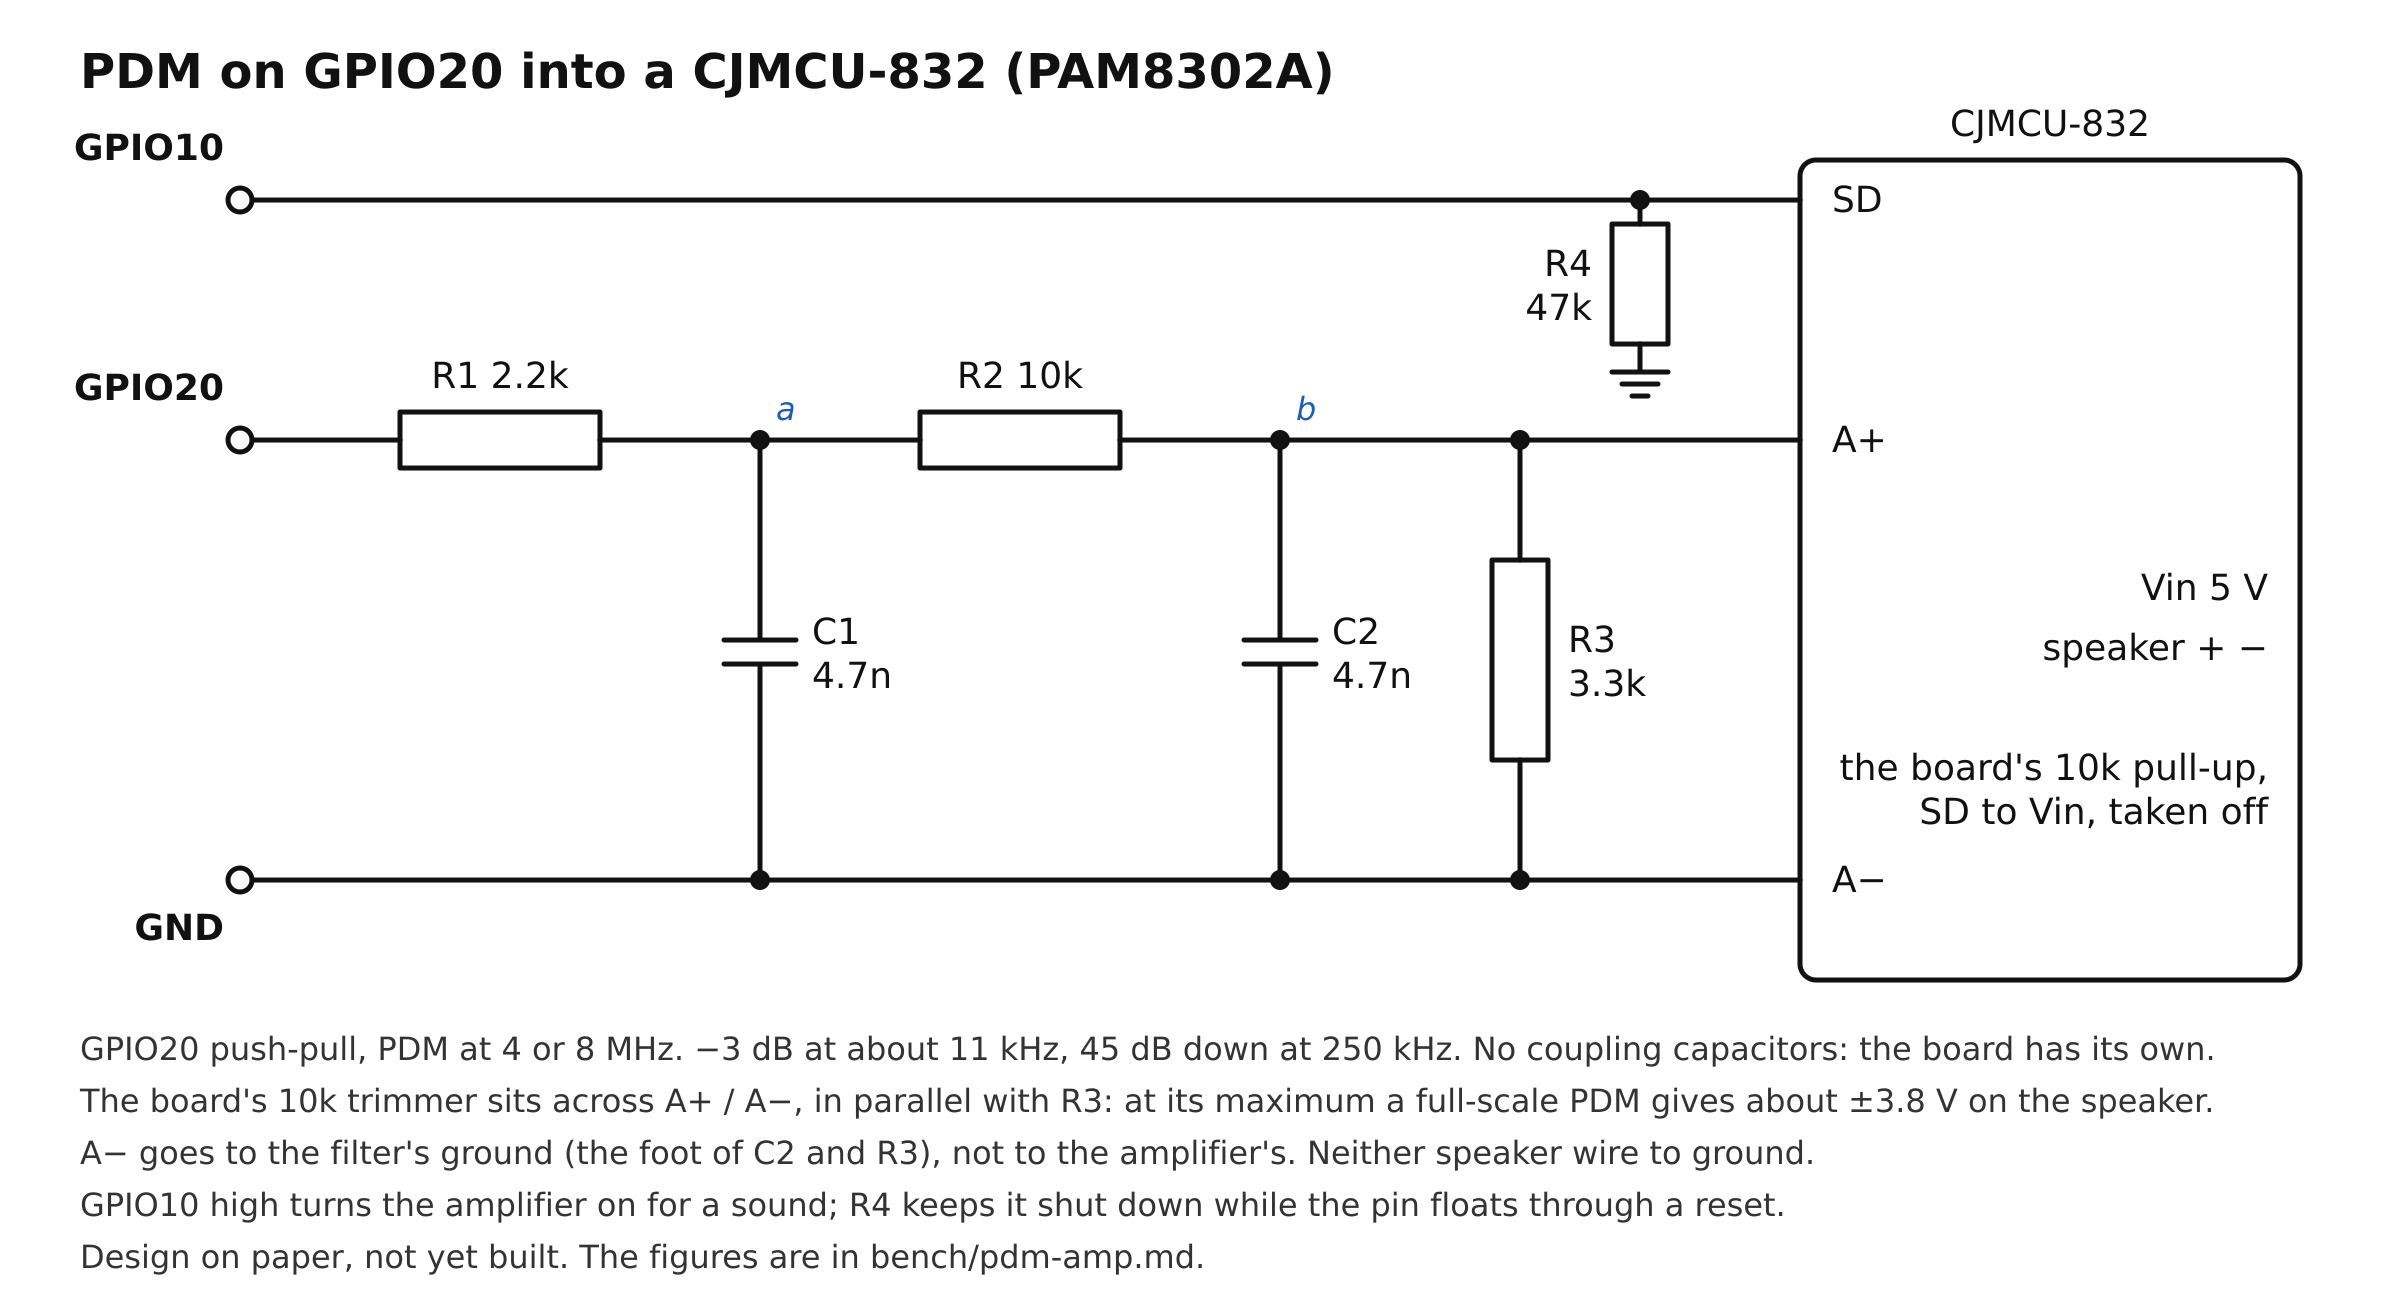 PDM on GPIO20 into a CJMCU-832 (PAM8302A)
CJMCU-832
GPIO10
SD
R4
47k
GPIO20
R1 2.2k
R2 10k
a
b
A+
C1
4.7n
C2
4.7n
R3
3.3k
Vin 5 V
speaker + −
the board's 10k pull-up,
SD to Vin, taken off
A−
GND
GPIO20 push-pull, PDM at 4 or 8 MHz. −3 dB at about 11 kHz, 45 dB down at 250 kHz. No coupling capacitors: the board has its own.
The board's 10k trimmer sits across A+ / A−, in parallel with R3: at its maximum a full-scale PDM gives about ±3.8 V on the speaker.
A− goes to the filter's ground (the foot of C2 and R3), not to the amplifier's. Neither speaker wire to ground.
GPIO10 high turns the amplifier on for a sound; R4 keeps it shut down while the pin floats through a reset.
Design on paper, not yet built. The figures are in bench/pdm-amp.md.